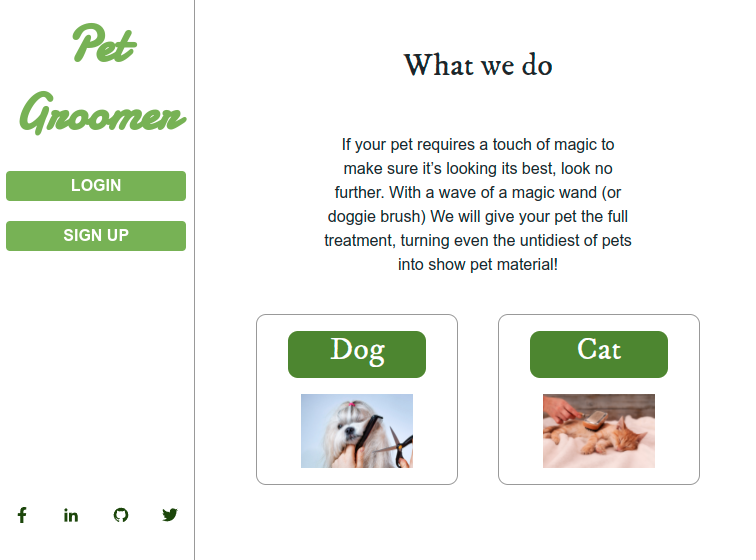 Pet
Groomer
LOGIN
SIGN UP
What we do
If your pet requires a touch of magic to
make sure it’s looking its best, look no
further. With a wave of a magic wand (or
doggie brush) We will give your pet the full
treatment, turning even the untidiest of pets
into show pet material!
Dog
Cat